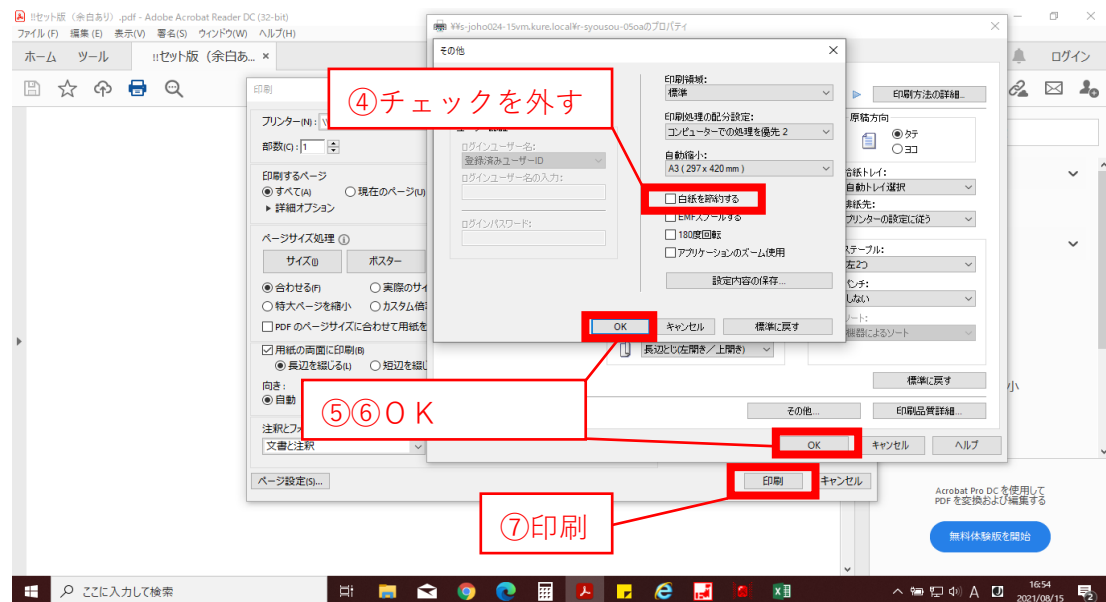 !!セット版（余白あり）.pdf - Adobe Acrobat Reader DC (32-bit)
ファイル(F) 編集(E) 表示(V) 署名(S) ウィンドウ(W) ヘルプ(H)
ホーム ツール !!セット版（余白あ... ×
ログイン
¥¥s-joho024-15vm.kure.local¥r-syousou-05oaのプロパティ
その他
④チェックを外す
印刷
プリンター(N):
部数(C): 1
印刷するページ
すべて(A) 現在のページ(U)
詳細オプション
ページサイズ処理
サイズ(I) ポスター
合わせる(F) 実際のサイ
特大ページを縮小 カスタム倍
PDF のページサイズに合わせて用紙を
用紙の両面に印刷(B)
長辺を綴じる(L) 短辺を綴じ
向き:
自動
注釈とフォ
文書と注釈
ページ設定(S)...
印刷 キャンセル
ログインユーザー名:
登録済みユーザーID
ログインユーザー名の入力:
ログインパスワード:
印刷領域:
標準
印刷処理の配分設定:
コンピューターでの処理を優先 2
自動縮小:
A3 ( 297 x 420 mm )
白紙を節約する
EMFスプールする
180度回転
アプリケーションのズーム使用
設定内容の保存...
OK キャンセル 標準に戻す
印刷方法の詳細...
原稿方向
タテ
ヨコ
給紙トレイ:
自動トレイ選択
排紙先:
プリンターの設定に従う
ステープル:
左2つ
パンチ:
しない
ソート:
機器によるソート
長辺とじ(左開き／上開き)
標準に戻す
その他... 印刷品質詳細...
OK キャンセル ヘルプ
⑤⑥ＯＫ
⑦印刷
小
Acrobat Pro DC を使用して
PDF を変換および編集する
無料体験版を開始
ここに入力して検索
A
16:54
2021/08/15
2